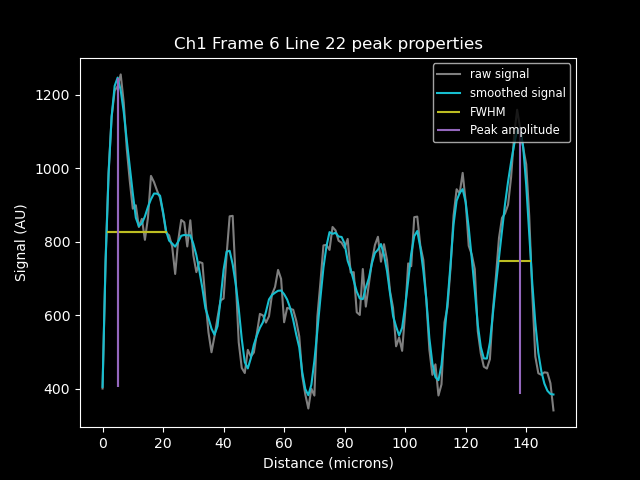 Ch1 Frame 6 Line 22 peak properties
raw signal
smoothed signal
FWHM
Peak amplitude
Signal (AU)
1200
1000
800
600
400
0 20 40 60 80 100 120 140
Distance (microns)